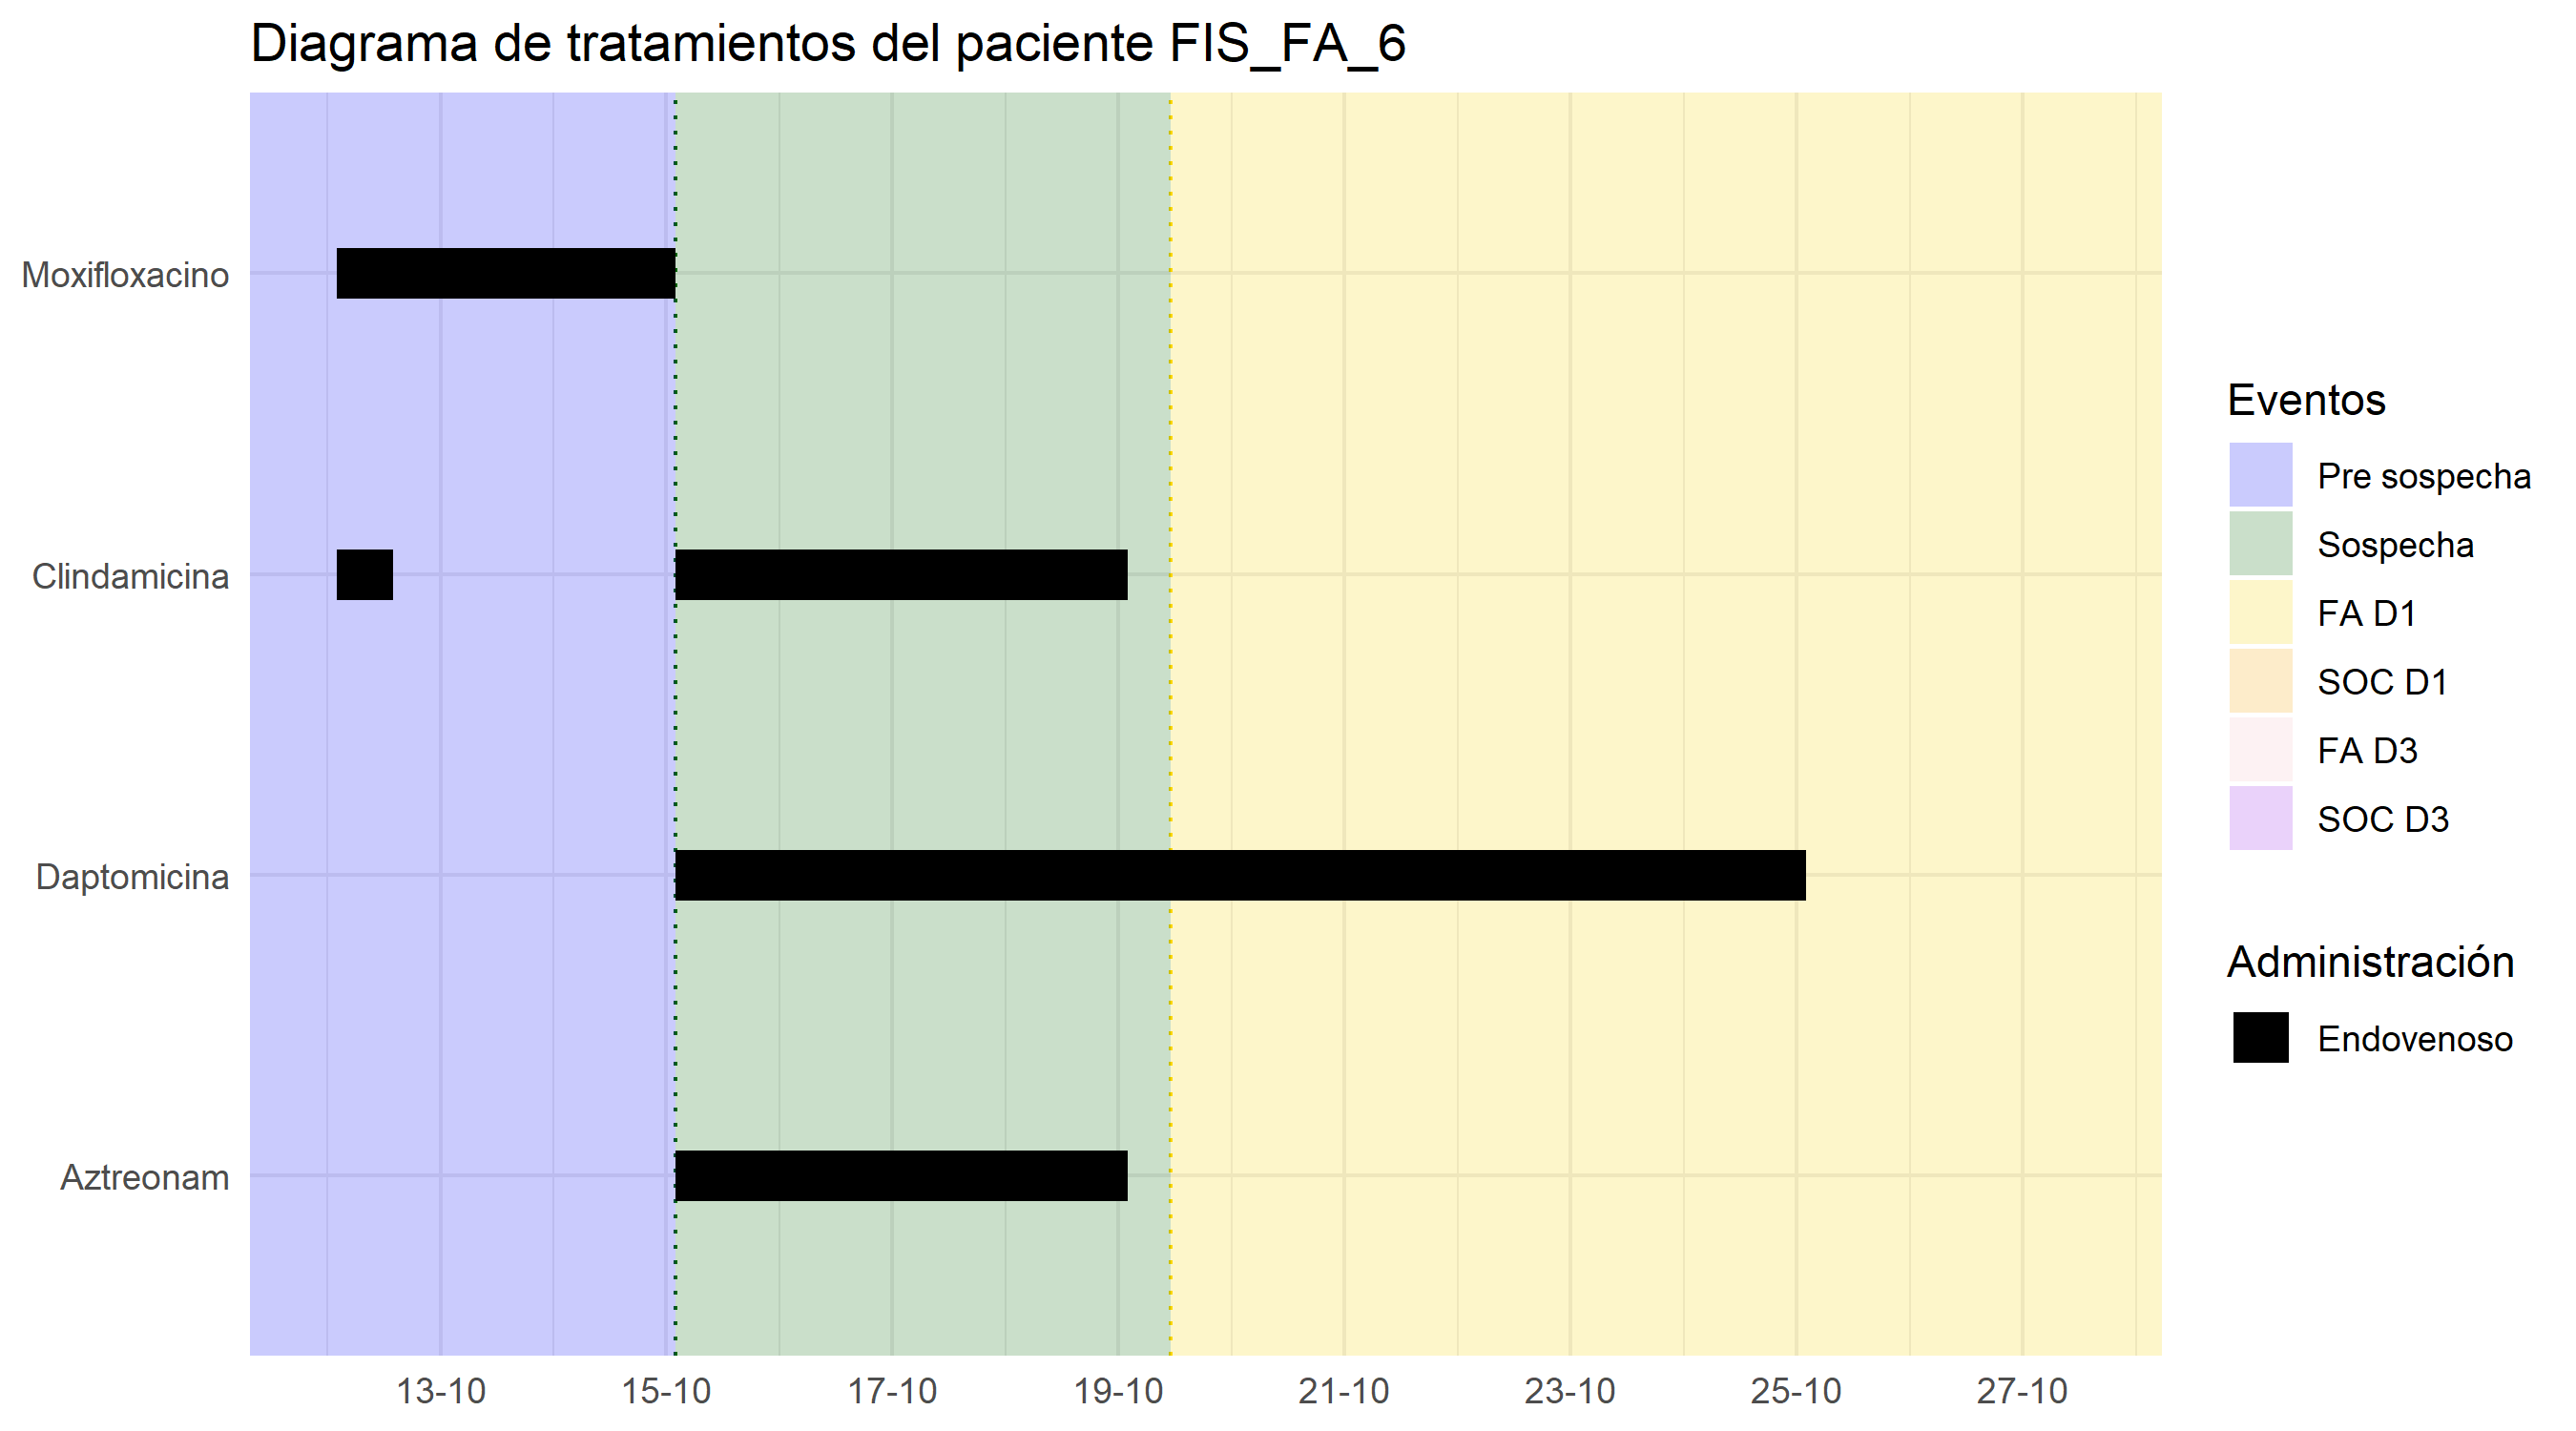 Diagrama de tratamientos del paciente FIS_FA_6
Moxifloxacino
Clindamicina
Daptomicina
Aztreonam
13-10 15-10 17-10 19-10 21-10 23-10 25-10 27-10
Eventos
Pre sospecha
Sospecha
FA D1
SOC D1
FA D3
SOC D3
Administración
Endovenoso